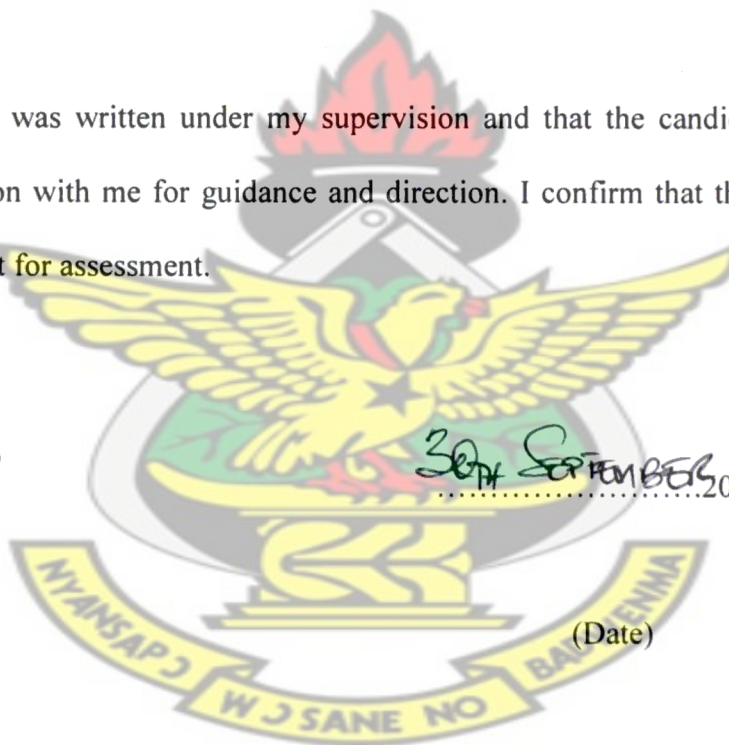 was written under my supervision and that the candi
on with me for guidance and direction. I confirm that th
t for assessment.
30TH SEPTEMBER 20
(Date)
NYANSAPƆ WƆSANE NO